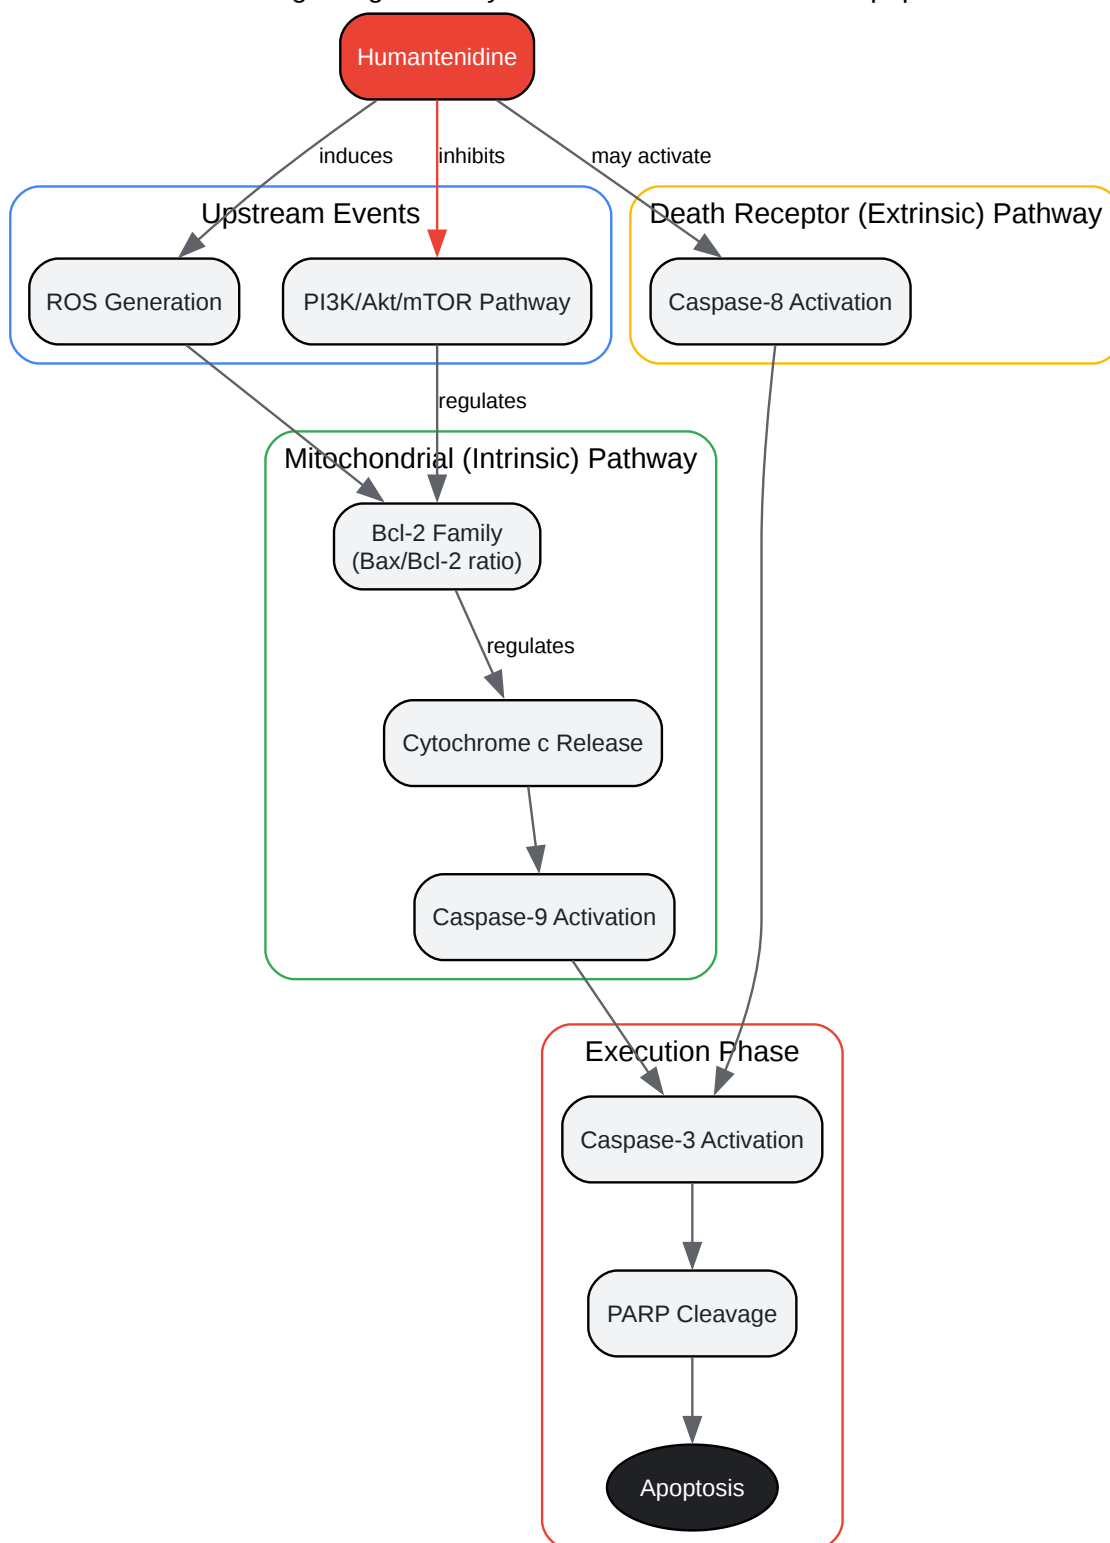 Humantenidine
induces
inhibits
may activate
Upstream Events
Death Receptor (Extrinsic) Pathway
ROS Generation
PI3K/Akt/mTOR Pathway
Caspase-8 Activation
regulates
Mitochondrial (Intrinsic) Pathway
Bcl-2 Family
(Bax/Bcl-2 ratio)
regulates
Cytochrome c Release
Caspase-9 Activation
Execution Phase
Caspase-3 Activation
PARP Cleavage
Apoptosis